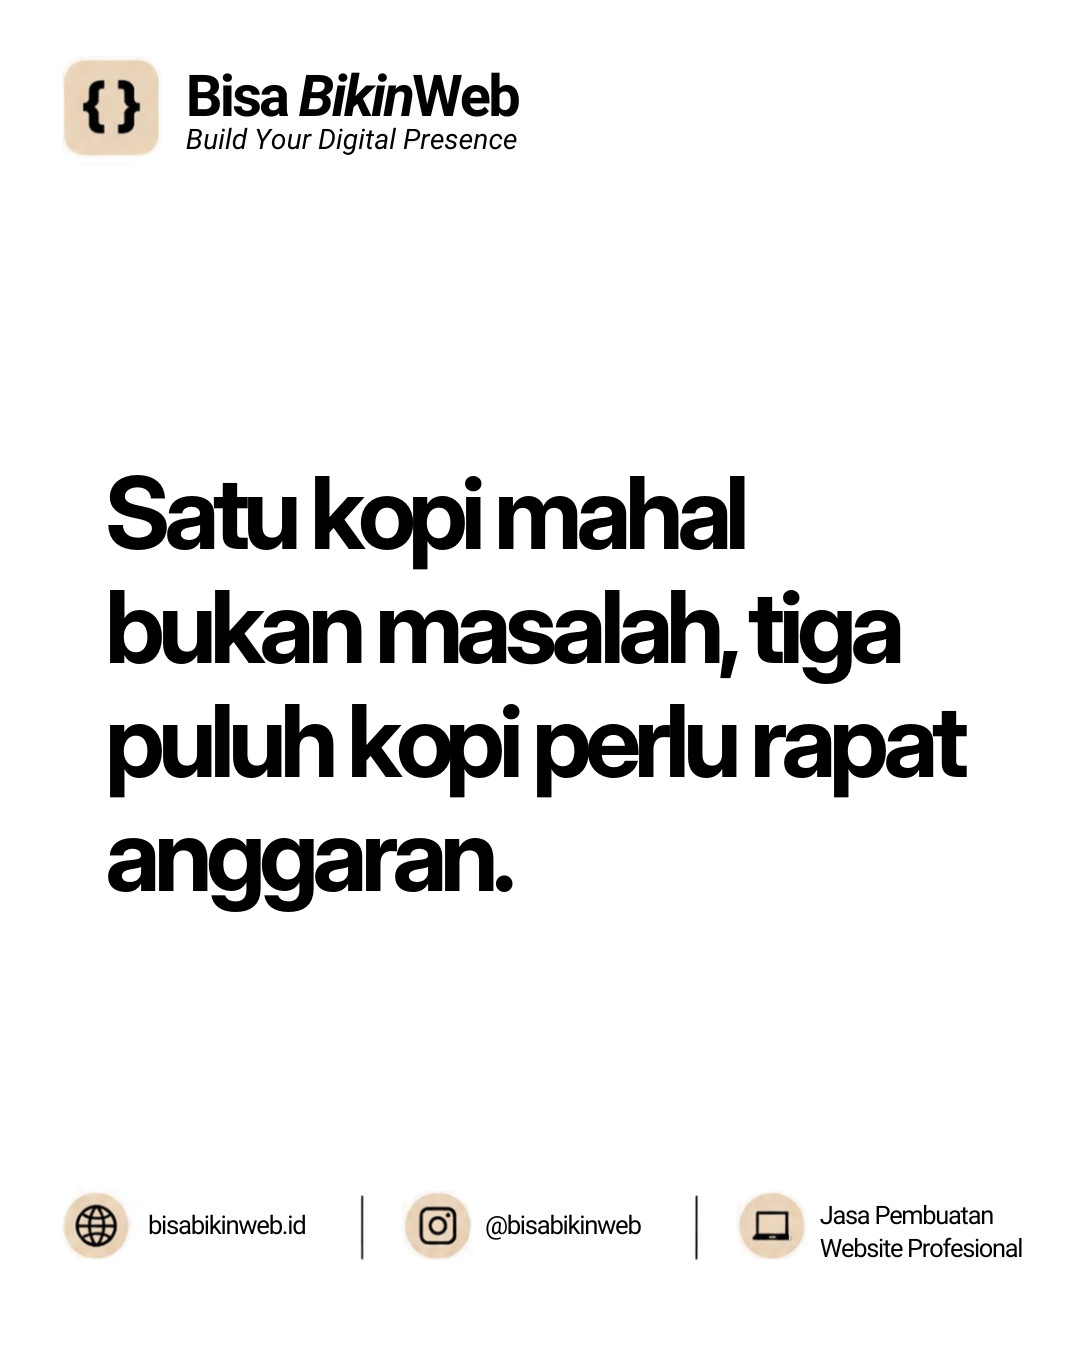 { }
Bisa BikinWeb
Build Your Digital Presence
Satu kopi mahal
bukan masalah, tiga
puluh kopi perlu rapat
anggaran.
bisabikinweb.id
@bisabikinweb
Jasa Pembuatan
Website Profesional